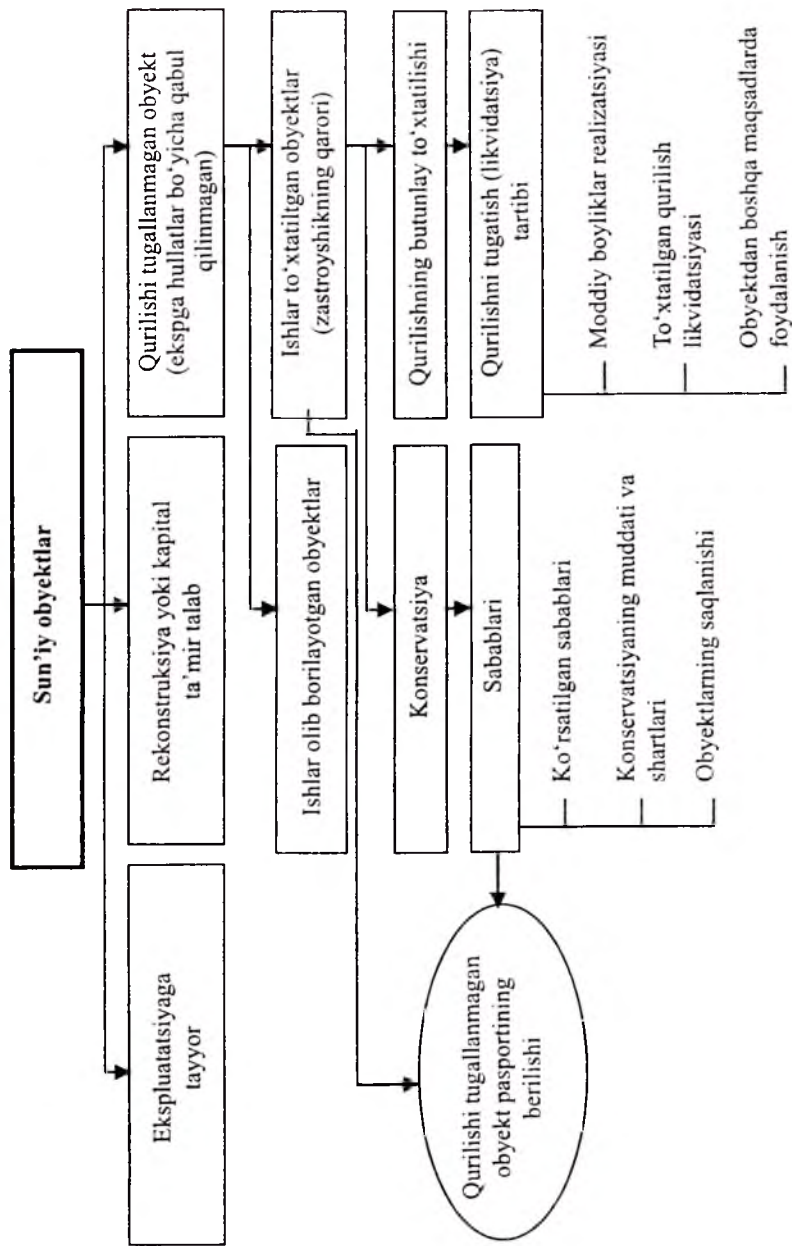 Sun’iy obyektlar
Ekspluatatsiyaga
tayyor
Rekonstruksiya yoki kapital
ta’mir talab
Qurilishi tugallanmagan obyekt
(ekspga hullatlar bo‘yicha qabul
qilinmagan)
Ishlar olib borilayotgan obyektlar
Ishlar to‘xtatiltgan obyektlar
(zastroyshikning qarori)
Konservatsiya
Qurilishning butunlay to‘xtatilishi
Sabablari
Qurilishni tugatish (likvidatsiya)
tartibi
Qurilishi tugallanmagan
obyekt pasportining
berilishi
Ko‘rsatilgan sabablari
Konservatsiyaning muddati va
shartlari
Obyektlarning saqlanishi
Moddiy boyliklar realizatsiyasi
To‘xtatilgan qurilish
likvidatsiyasi
Obyektdan boshqa maqsadlarda
foydalanish